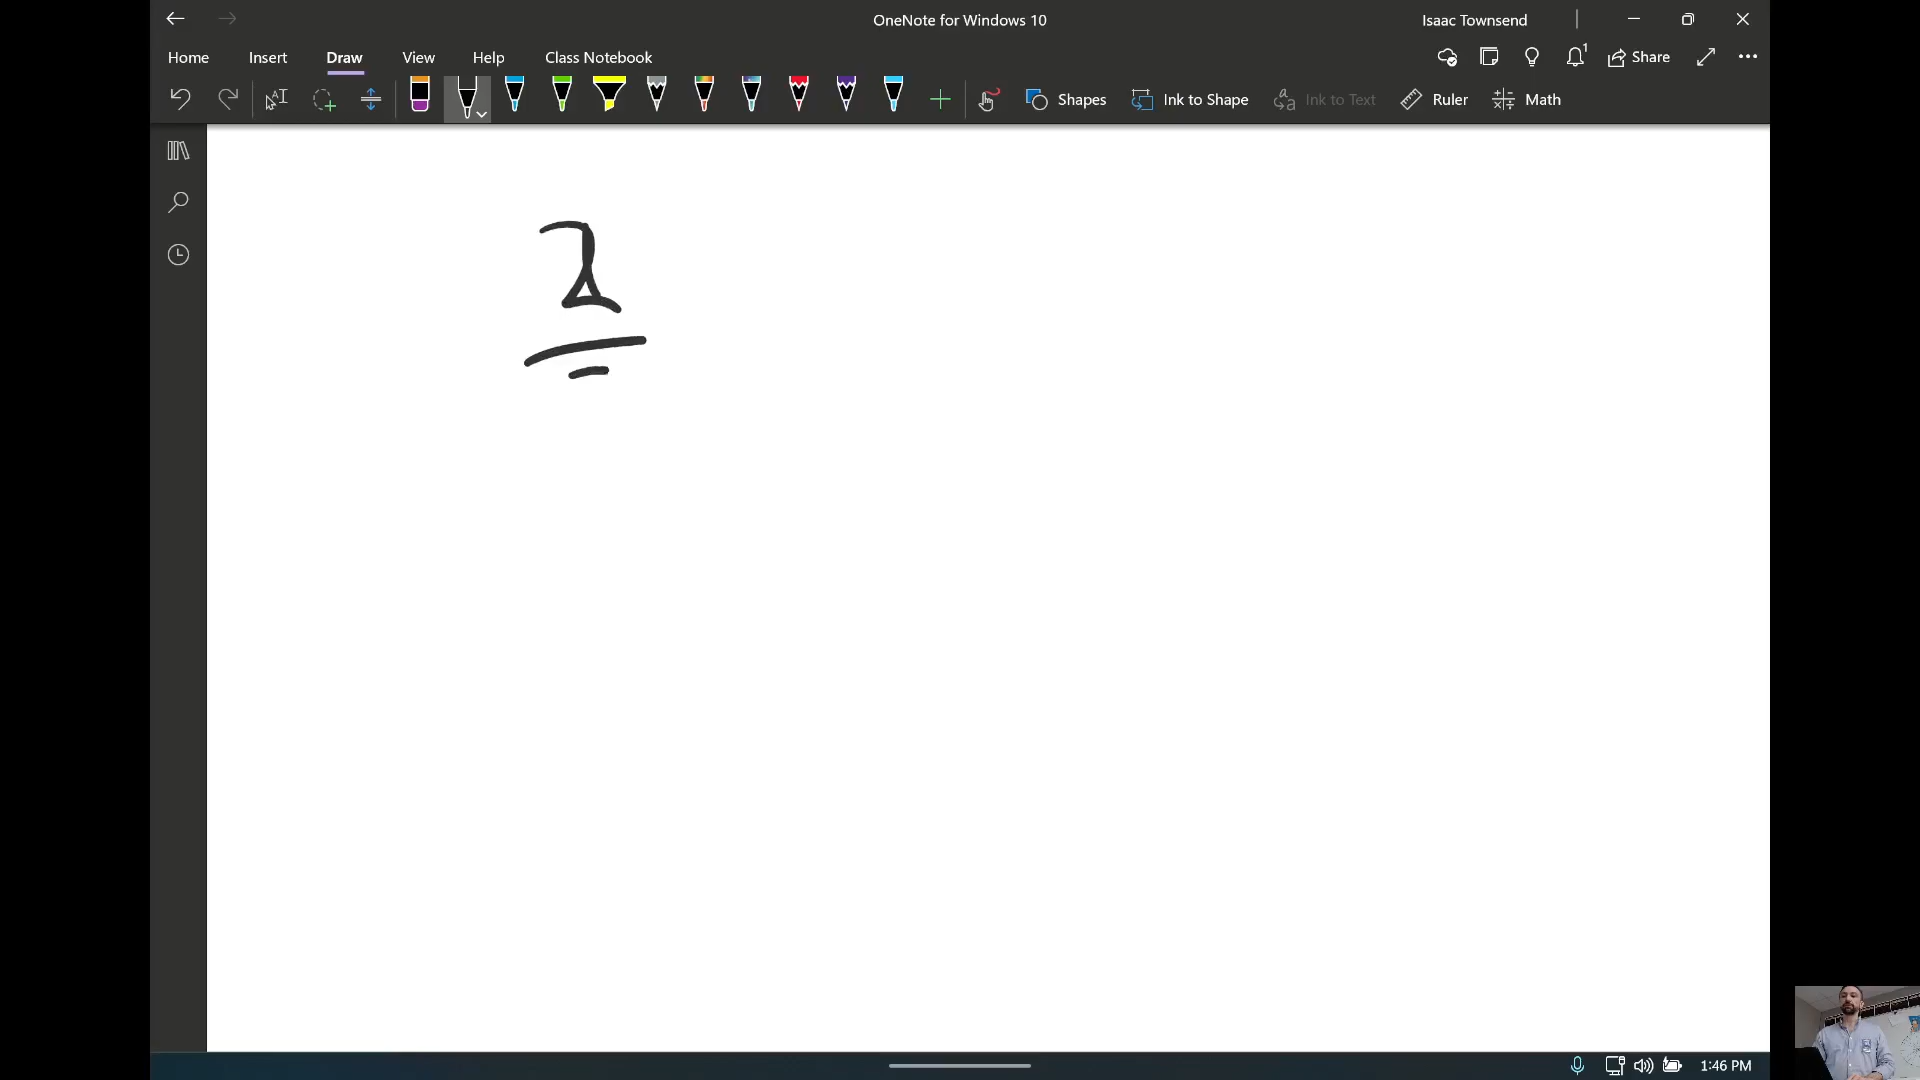 OneNote for Windows 10
Isaac Townsend
Home Insert Draw View Help Class Notebook
1 Share
Shapes Ink to Shape Ink to Text Ruler Math
2
1:46 PM